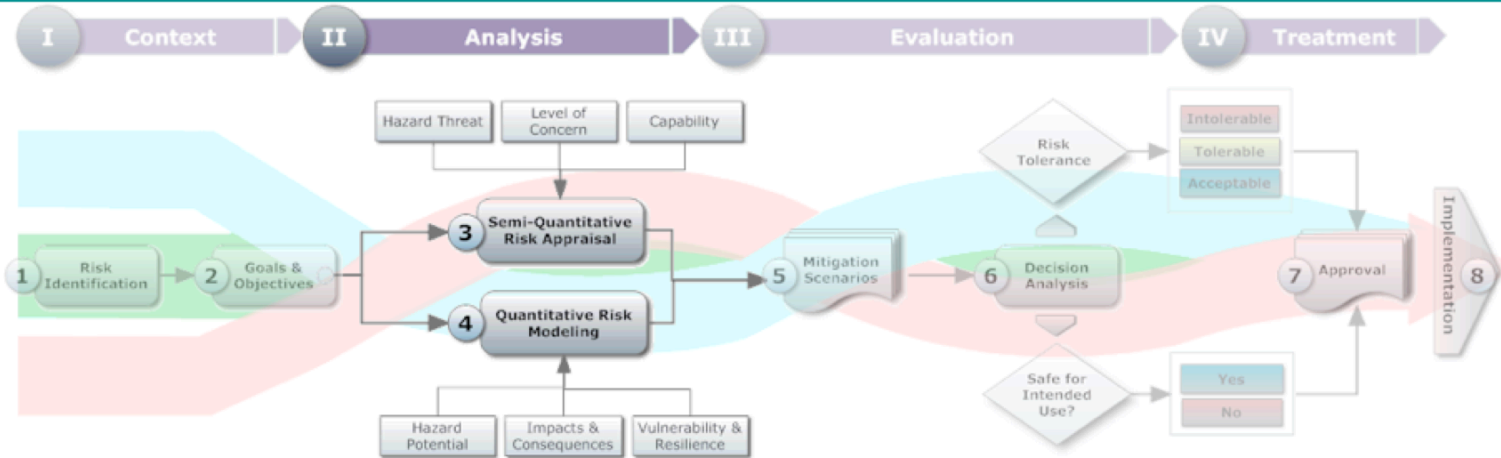 I
Context
II
Analysis
III
Evaluation
IV
Treatment
Hazard Threat
Level of
Concern
Capability
Risk
Tolerance
Intolerable
Tolerable
Acceptable
3
Semi-Quantitative
Risk Appraisal
1
Risk
Identification
2
Goals &
Objectives
4
Quantitative Risk
Modeling
5
Mitigation
Scenarios
6
Decision
Analysis
7
Approval
Implementation
8
Hazard
Potential
Impacts &
Consequences
Vulnerability &
Resilience
Safe for
Intended
Use?
Yes
No